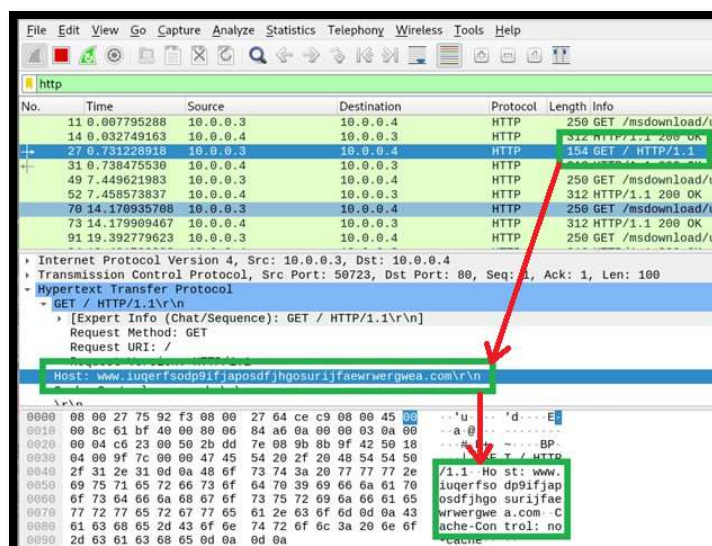 File Edit View Go Capture Analyze Statistics Telephony Wireless Tools Help
http
No. Time Source Destination Protocol Length Info
11 0.007795288 10.0.0.3 10.0.0.4 HTTP 250 GET /msdownload/u
14 0.032749163 10.0.0.4 10.0.0.3 HTTP 312 HTTP/1.1 200 OK
27 0.731228918 10.0.0.3 10.0.0.4 HTTP 154 GET / HTTP/1.1
31 0.738475530 10.0.0.4 10.0.0.3 HTTP
49 7.449621983 10.0.0.3 10.0.0.4 HTTP 250 GET /msdownload/u
52 7.458573837 10.0.0.4 10.0.0.3 HTTP 312 HTTP/1.1 200 OK
70 14.170935708 10.0.0.3 10.0.0.4 HTTP 250 GET /msdownload/u
73 14.179909467 10.0.0.4 10.0.0.3 HTTP 312 HTTP/1.1 200 OK
91 19.392779623 10.0.0.3 10.0.0.4 HTTP 250 GET /msdownload/u
Internet Protocol Version 4, Src: 10.0.0.3, Dst: 10.0.0.4
Transmission Control Protocol, Src Port: 50723, Dst Port: 80, Seq: 1, Ack: 1, Len: 100
Hypertext Transfer Protocol
GET / HTTP/1.1\r\n
[Expert Info (Chat/Sequence): GET / HTTP/1.1\r\n]
Request Method: GET
Request URI: /
Host: www.iuqerfsodp9ifjaposdfjhgosurijfaewrwergwea.com\r\n
\r\n
0000 08 00 27 75 92 f3 08 00 27 64 ce c9 08 00 45 00 ··'u···· 'd····E·
0010 00 8c 61 bf 40 00 80 06 84 a6 0a 00 00 03 0a 00 ··a·@···
0020 00 04 c6 23 00 50 2b dd 7e 08 9b 8b 9f 42 50 18 ···#·P+· ~····BP·
0030 04 00 9f 7c 00 00 47 45 54 20 2f 20 48 54 54 50 T / HTTP
0040 2f 31 2e 31 0d 0a 48 6f 73 74 3a 20 77 77 77 2e /1.1··Ho st: www.
0050 69 75 71 65 72 66 73 6f 64 70 39 69 66 6a 61 70 iuqerfso dp9ifjap
0060 6f 73 64 66 6a 68 67 6f 73 75 72 69 6a 66 61 65 osdfjhgo surijfae
0070 77 72 77 65 72 67 77 65 61 2e 63 6f 6d 0d 0a 43 wrwergwe a.com··C
0080 61 63 68 65 2d 43 6f 6e 74 72 6f 6c 3a 20 6e 6f ache-Con trol: no
0090 2d 63 61 63 68 65 0d 0a 0d 0a -cache·· ··